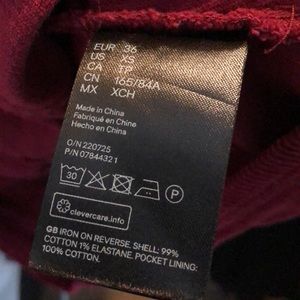 EUR 36
US XS
CA TP
CN 165/84A
MX XCH
Made in China
Fabriqué en Chine
Hecho en China
O/N 220725
P/N 07844321
30
P
clevercare.info
GB IRON ON REVERSE. SHELL: 99%
COTTON 1% ELASTANE. POCKET LINING:
100% COTTON.